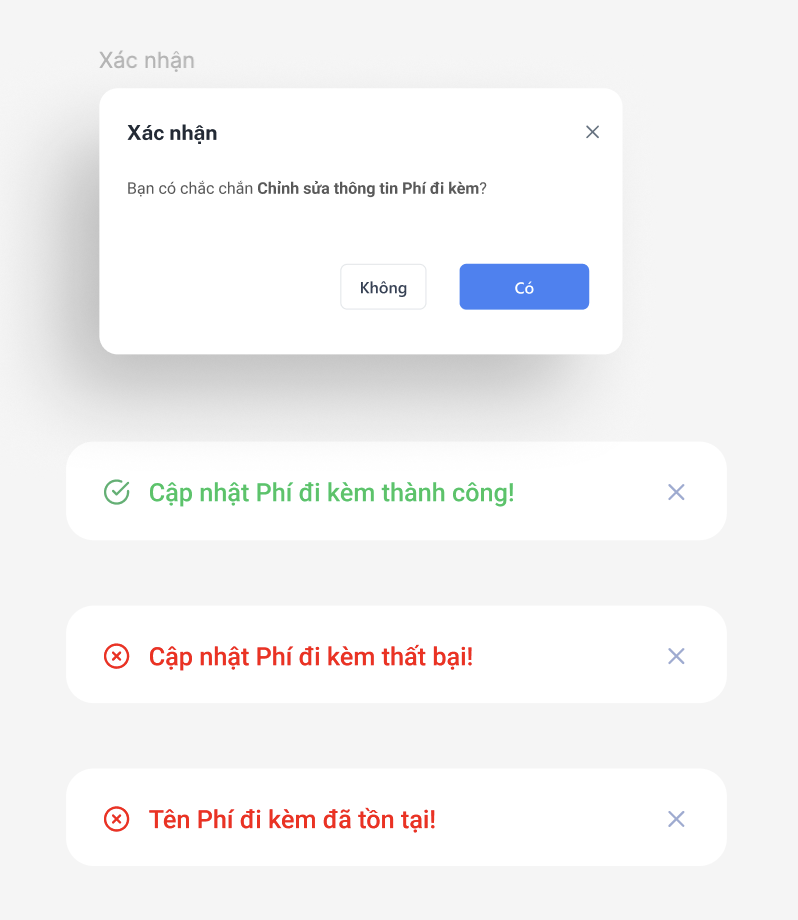 Xác nhận
Xác nhận
Bạn có chắc chắn Chỉnh sửa thông tin Phí đi kèm?
Không
Có
Cập nhật Phí đi kèm thành công!
Cập nhật Phí đi kèm thất bại!
Tên Phí đi kèm đã tồn tại!